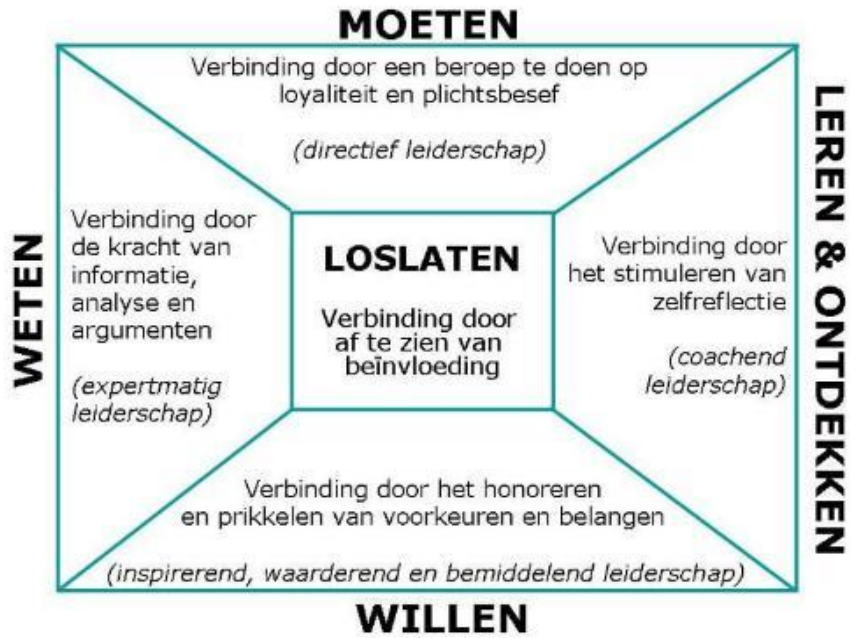 MOETEN
Verbinding door een beroep te doen op
loyaliteit en plichtsbesef
(directief leiderschap)
WETEN
Verbinding door
de kracht van
informatie,
analyse en
argumenten
(expertmatig
leiderschap)
LOSLATEN
Verbinding door
af te zien van
beïnvloeding
Verbinding door
het stimuleren van
zelfreflectie
(coachend
leiderschap)
LEREN & ONTDEKKEN
Verbinding door het honoreren
en prikkelen van voorkeuren en belangen
(inspirerend, waarderend en bemiddelend leiderschap)
WILLEN